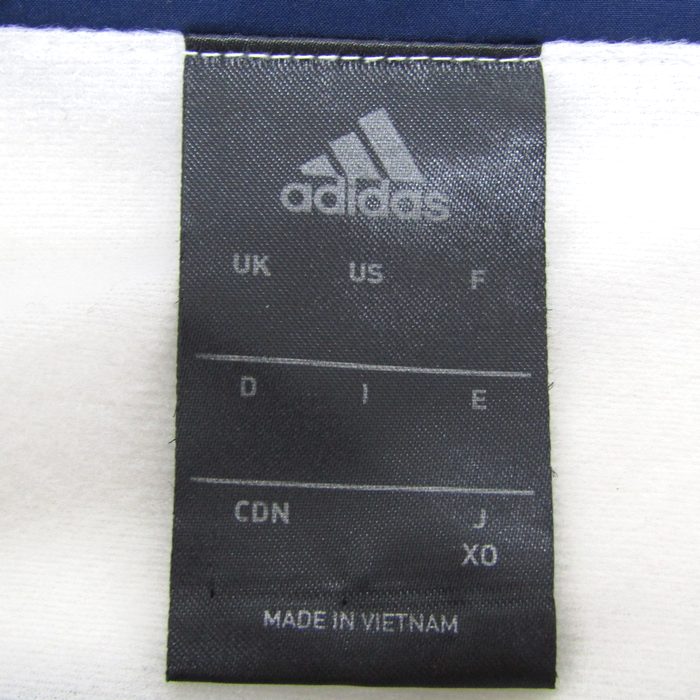 adidas
UK US F
D I E
CDN J
XO
MADE IN VIETNAM